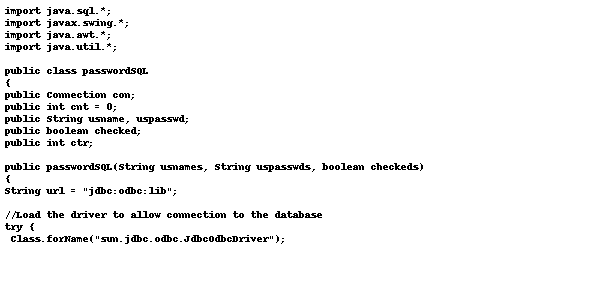 import java.sql.*;
import javax.swing.*;
import java.awt.*;
import java.util.*;
public class passwordSQL
{
public Connection con;
public int cnt = 0;
public String usname, uspasswd;
public boolean checked;
public int ctr;
public passwordSQL(String usnames, String uspasswds, boolean checkeds)
{
String url = "jdbc:odbc:lib";
//Load the driver to allow connection to the database
try {
Class.forName("sun.jdbc.odbc.JdbcOdbcDriver");